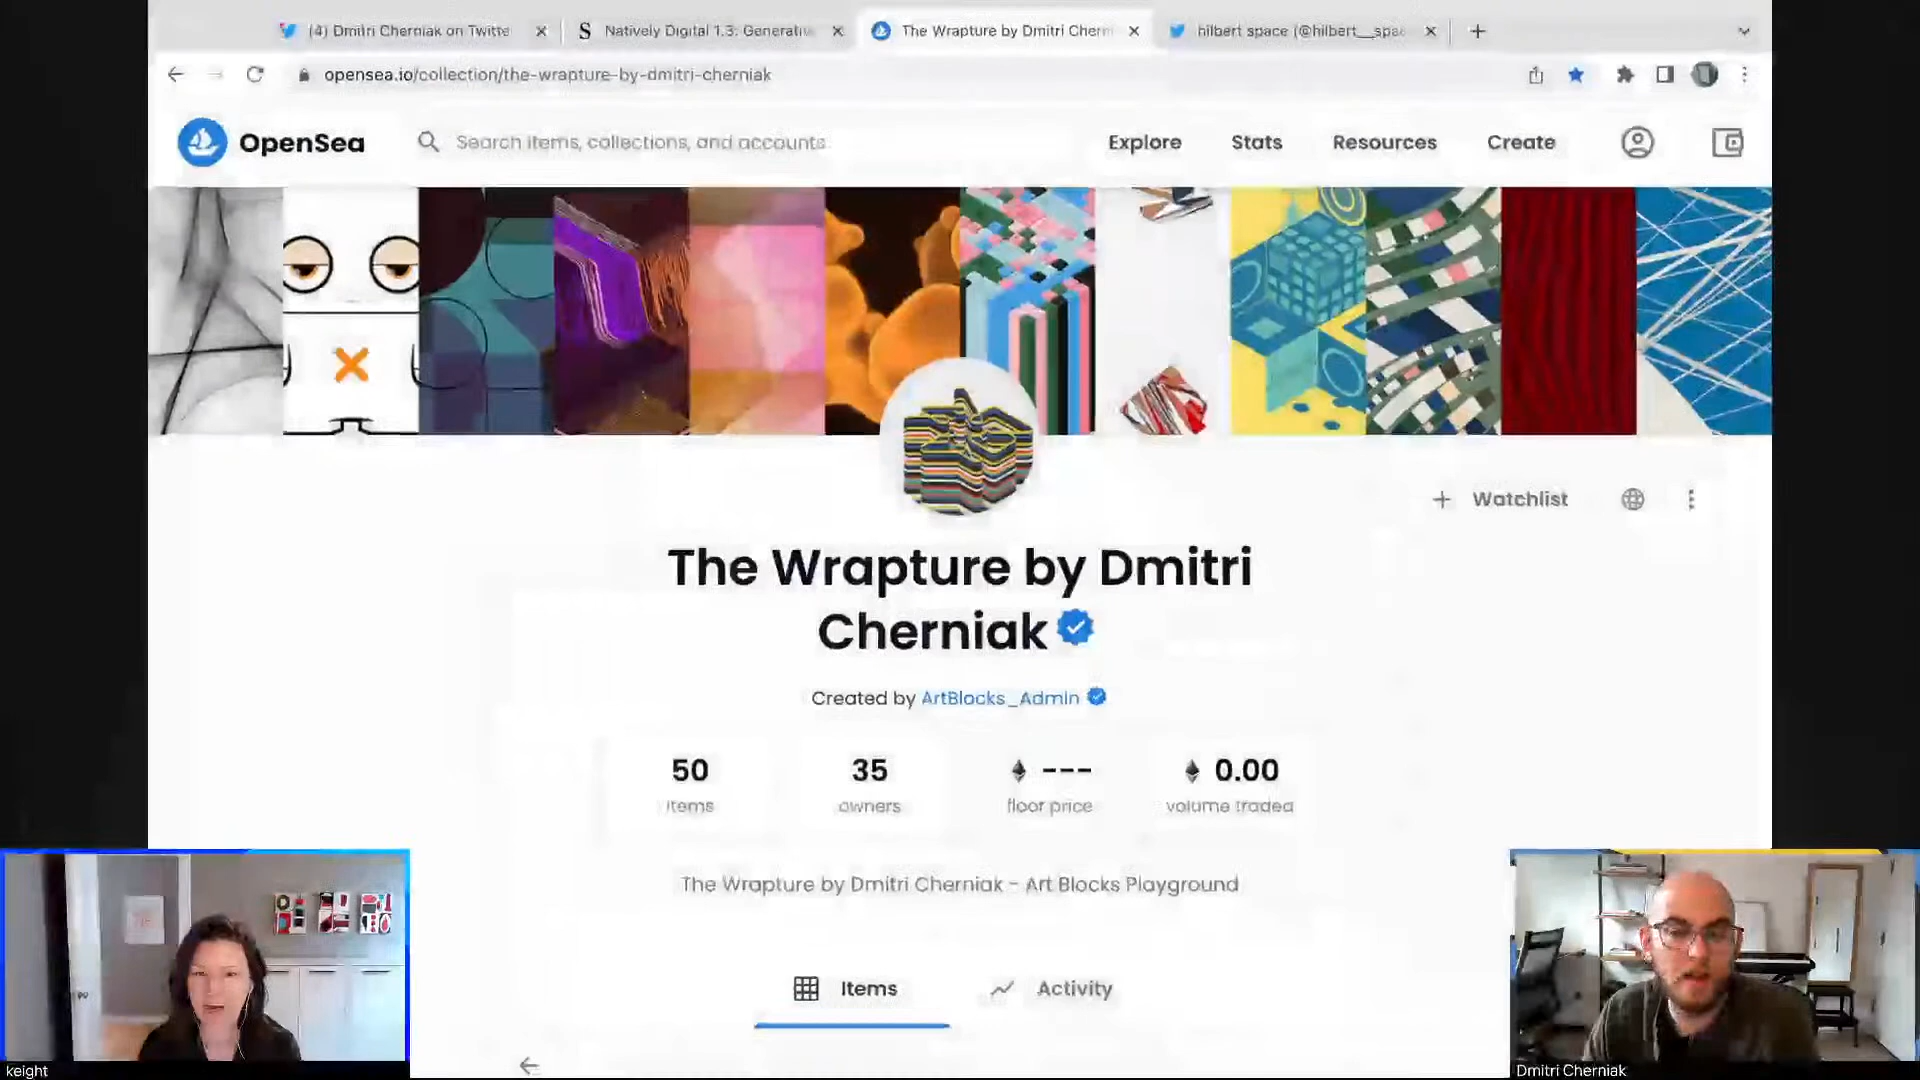 (4) Dmitri Cherniak on Twitte
Natively Digital 1.3: Generativ
The Wrapture by Dmitri Chern
hilbert space (@hilbert__spac
opensea.io/collection/the-wrapture-by-dmitri-cherniak
OpenSea
Search items, collections, and accounts
Explore
Stats
Resources
Create
+ Watchlist
The Wrapture by Dmitri
Cherniak
Created by ArtBlocks_Admin
50
35
---
0.00
items
owners
floor price
volume traded
The Wrapture by Dmitri Cherniak - Art Blocks Playground
Items
Activity
keight
Dmitri Cherniak